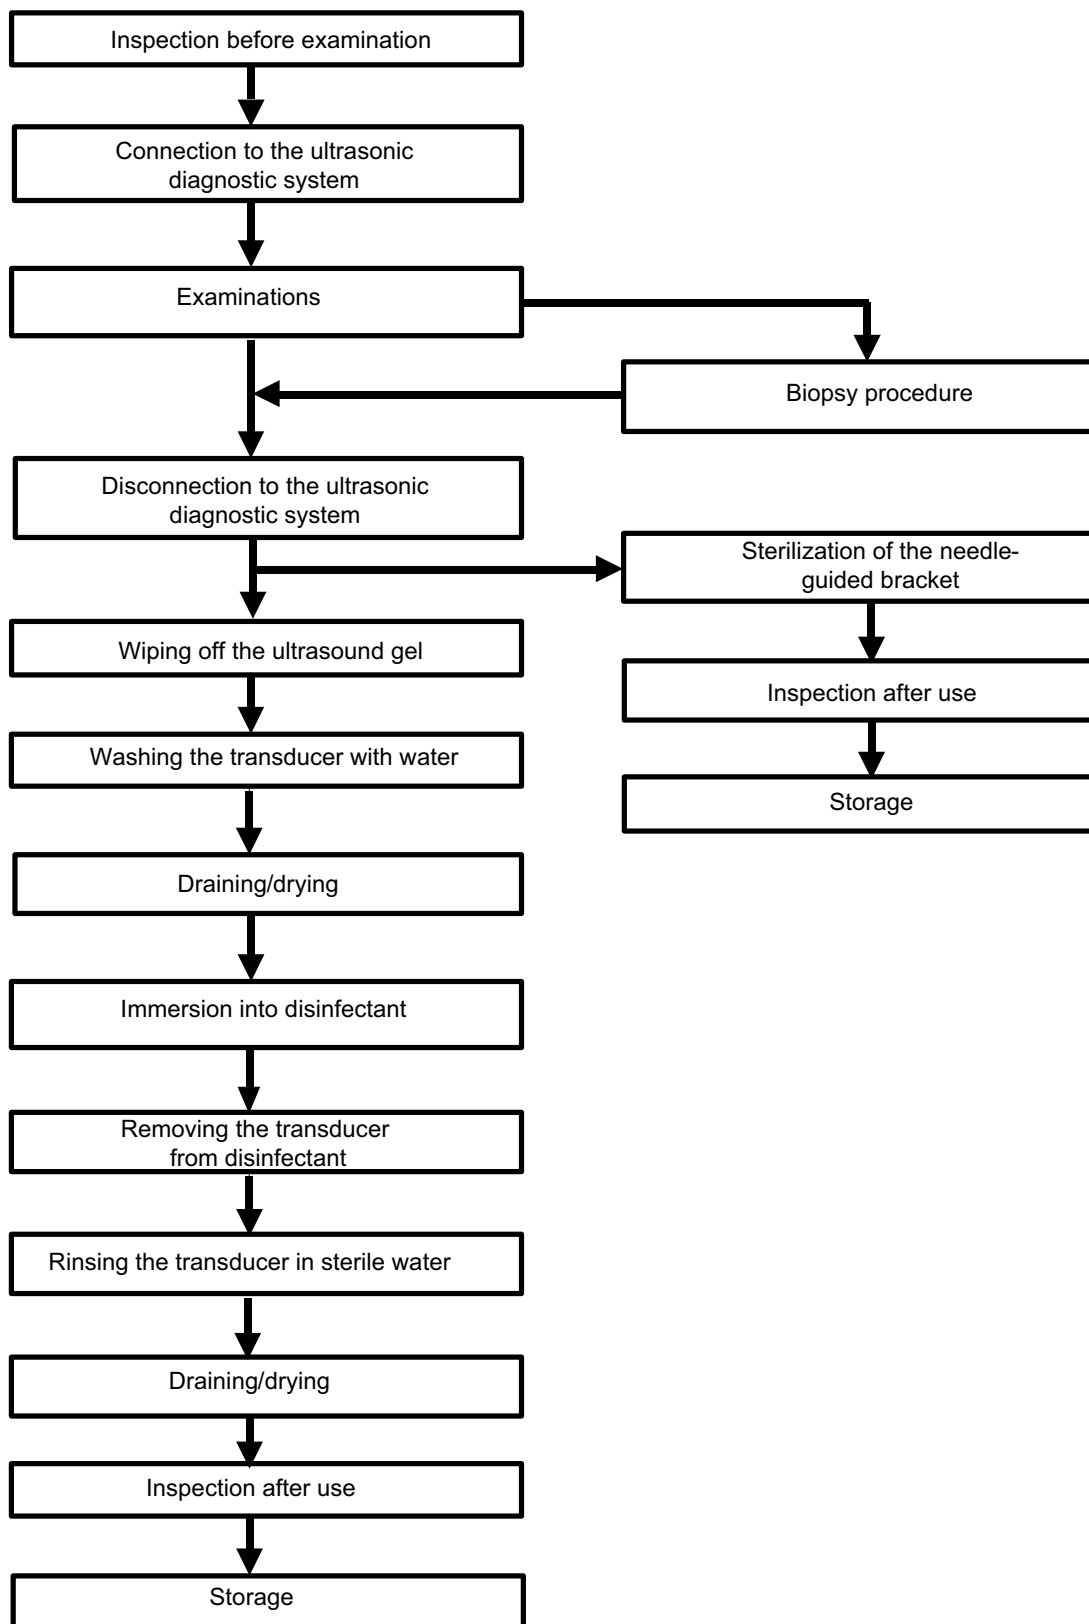 Inspection before examination
Connection to the ultrasonic
diagnostic system
Examinations
Biopsy procedure
Disconnection to the ultrasonic
diagnostic system
Sterilization of the needle-
guided bracket
Wiping off the ultrasound gel
Inspection after use
Washing the transducer with water
Storage
Draining/drying
Immersion into disinfectant
Removing the transducer
from disinfectant
Rinsing the transducer in sterile water
Draining/drying
Inspection after use
Storage